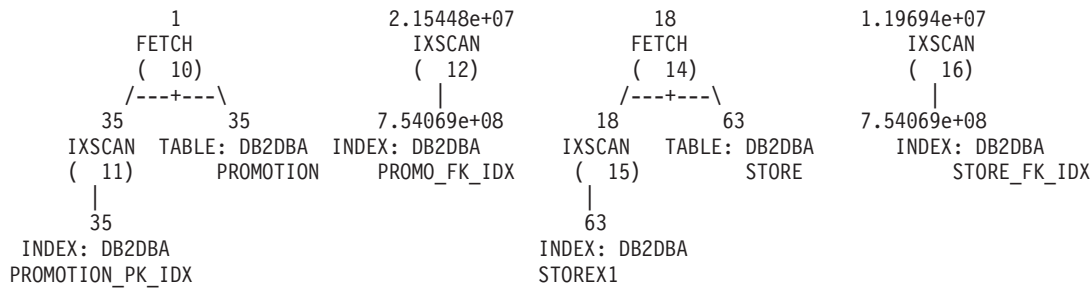 1 2.15448e+07 18 1.19694e+07
FETCH IXSCAN FETCH IXSCAN
( 10) ( 12) ( 14) ( 16)
/---+---\ | /---+---\ |
35 35 7.54069e+08 18 63 7.54069e+08
IXSCAN TABLE: DB2DBA INDEX: DB2DBA IXSCAN TABLE: DB2DBA INDEX: DB2DBA
( 11) PROMOTION PROMO_FK_IDX ( 15) STORE STORE_FK_IDX
| |
35 63
INDEX: DB2DBA INDEX: DB2DBA
PROMOTION_PK_IDX STOREX1